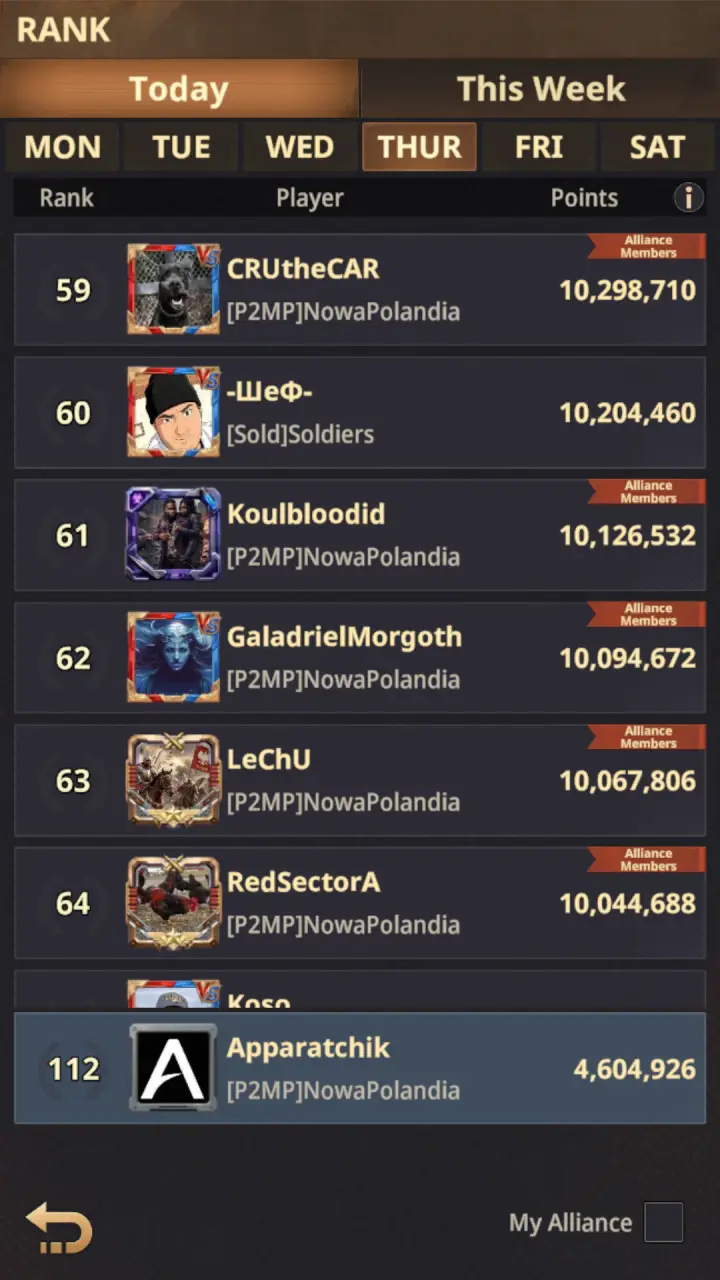 RANK
Today
This Week
MON
TUE
WED
THUR
FRI
SAT
Rank
Player
Points
59
CRUtheCAR
[P2MP]NowaPolandia
Alliance
Members
10,298,710
60
-ШеФ-
[Sold]Soldiers
10,204,460
61
Koulbloodid
[P2MP]NowaPolandia
Alliance
Members
10,126,532
62
GaladrielMorgoth
[P2MP]NowaPolandia
Alliance
Members
10,094,672
63
LeChU
[P2MP]NowaPolandia
Alliance
Members
10,067,806
64
RedSectorA
[P2MP]NowaPolandia
Alliance
Members
10,044,688
Koso
112
Apparatchik
[P2MP]NowaPolandia
4,604,926
My Alliance